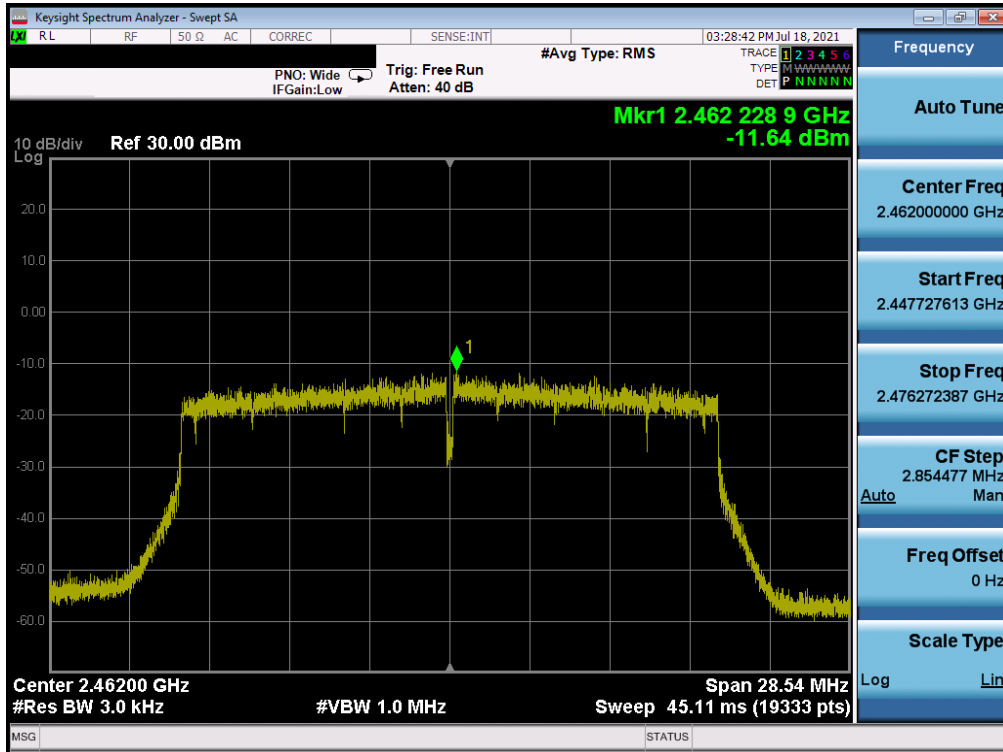 Keysight Spectrum Analyzer - Swept SA
LXI RL RF 50 Ω AC CORREC SENSE:INT 03:28:42 PM Jul 18, 2021
#Avg Type: RMS
TRACE 1 2 3 4 5 6
TYPE M WWWWW
DET P N N N N N
PNO: Wide
IFGain:Low
Trig: Free Run
Atten: 40 dB
Mkr1 2.462 228 9 GHz
-11.64 dBm
10 dB/div Ref 30.00 dBm
Log
20.0
10.0
0.00
-10.0
-20.0
-30.0
-40.0
-50.0
-60.0
1
Center 2.46200 GHz Span 28.54 MHz
#Res BW 3.0 kHz #VBW 1.0 MHz Sweep 45.11 ms (19333 pts)
MSG STATUS
Frequency
Auto Tune
Center Freq
2.462000000 GHz
Start Freq
2.447727613 GHz
Stop Freq
2.476272387 GHz
CF Step
2.854477 MHz
Auto Man
Freq Offset
0 Hz
Scale Type
Log Lin